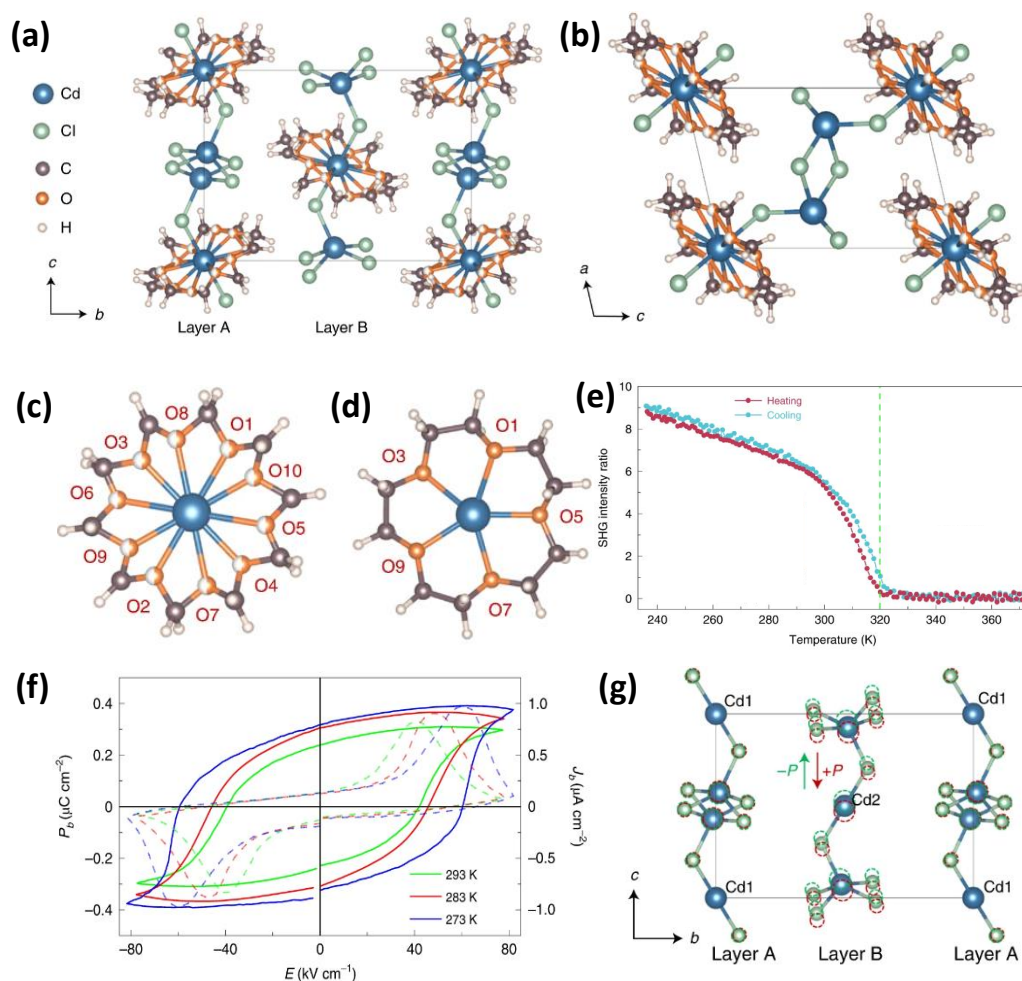 (a)
Cd
Cl
C
O
H
c
b
Layer A
Layer B
(b)
a
c
(c)
O8
O1
O3
O10
O6
O5
O9
O4
O2
O7
(d)
O1
O3
O5
O9
O7
(e)
10
8
6
4
2
0
SHG intensity ratio
Heating
Cooling
240
260
280
300
320
340
360
Temperature (K)
(f)
0.4
0.2
0
−0.2
−0.4
P_b (μC cm⁻²)
1.0
0.5
0
−0.5
−1.0
J_b (μA cm⁻²)
293 K
283 K
273 K
−80
−40
0
40
80
E (kV cm⁻¹)
(g)
Cd1
Cd1
−P
+P
Cd2
Cd1
Cd1
c
b
Layer A
Layer B
Layer A